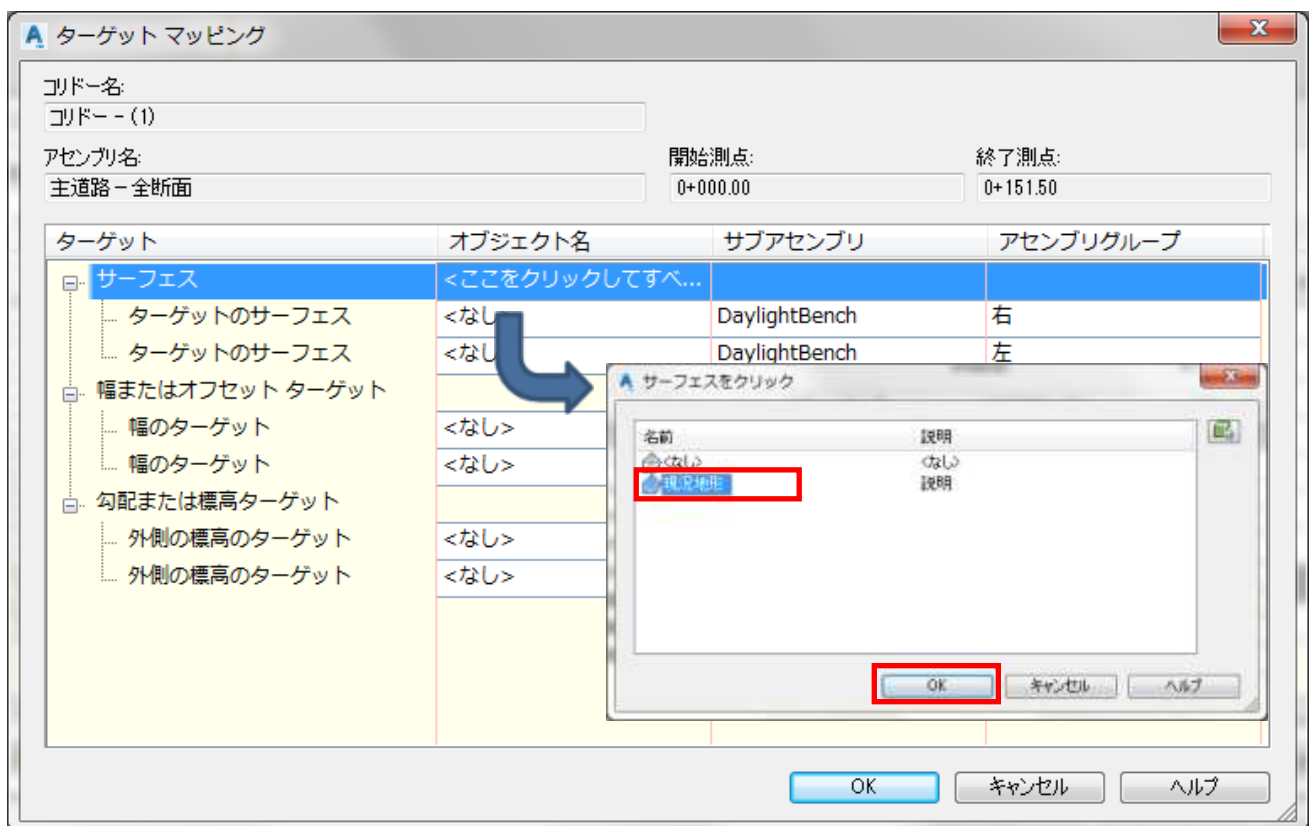 ターゲット マッピング
コリドー名:
コリドー - (1)
アセンブリ名: 開始測点: 終了測点:
主道路 - 全断面 0+000.00 0+151.50
ターゲット オブジェクト名 サブアセンブリ アセンブリグループ
サーフェス <ここをクリックしてすべ...
ターゲットのサーフェス <なし> DaylightBench 右
ターゲットのサーフェス <なし DaylightBench 左
幅またはオフセット ターゲット
幅のターゲット <なし>
幅のターゲット <なし>
勾配または標高ターゲット
外側の標高のターゲット <なし>
外側の標高のターゲット <なし>
サーフェスをクリック
名前 説明
<なし> <なし>
現況地形 説明
OK キャンセル ヘルプ
OK キャンセル ヘルプ